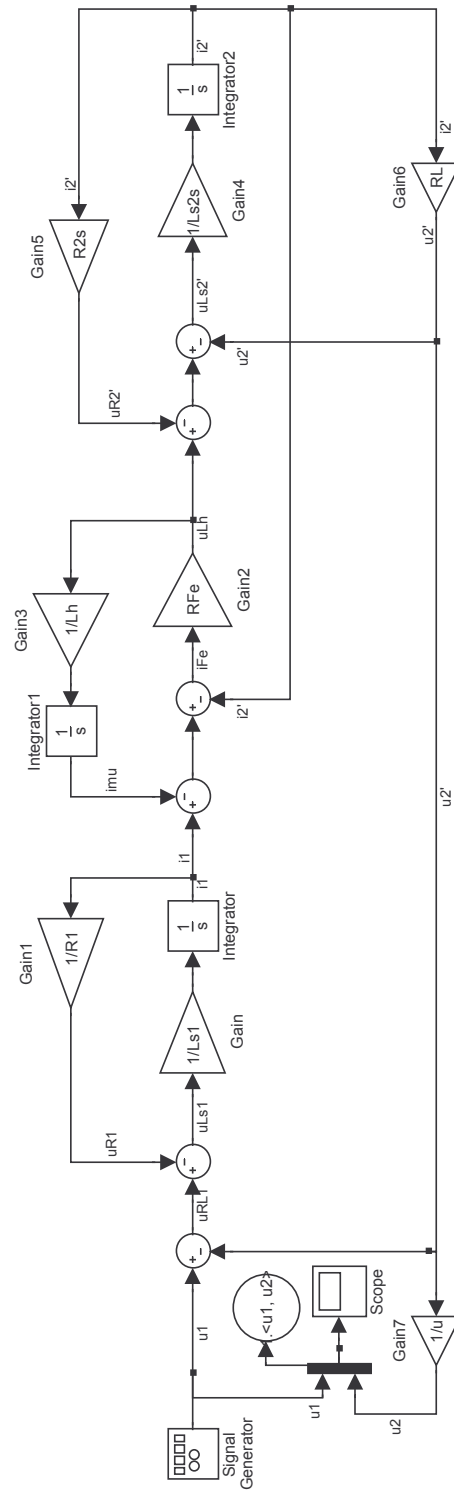 Signal
Generator
u1
+
-
uRL1
+
-
uLs1
1/Ls1
Gain
1
s
Integrator
i1
i1
1/R1
Gain1
uR1
+
-
+
-
i2'
iFe
RFe
Gain2
uLh
1/Lh
Gain3
1
s
Integrator1
imu
+
-
+
-
u2'
uLs2'
1/Ls2s
Gain4
1
s
Integrator2
i2'
i2'
R2s
Gain5
uR2'
i2'
RL
Gain6
u2'
u2'
1/u
Gain7
u2
u1
<u1, u2>
Scope